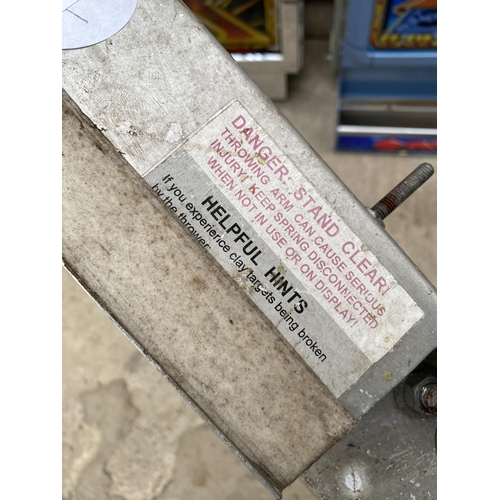 DANGER. STAND CLEAR!
THROWING ARM CAN CAUSE SERIOUS
INJURY! KEEP SPRING DISCONNECTED
WHEN NOT IN USE OR ON DISPLAY!
HELPFUL HINTS
If you experience clay targets being broken
by the thrower